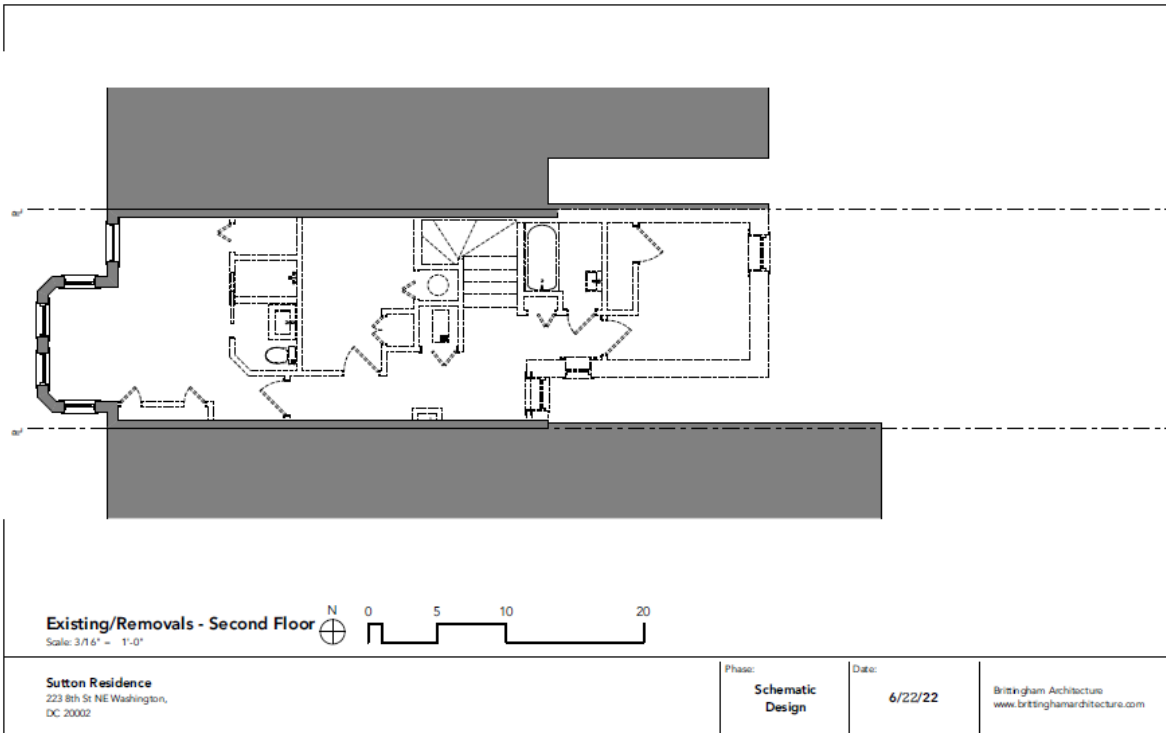 Existing/Removals - Second Floor
Scale: 3/16" = 1'-0"
N
0 5 10 20
Sutton Residence
223 8th St NE Washington,
DC 20002
Phase:
Schematic
Design
Date:
6/22/22
Brittingham Architecture
www.brittinghamarchitecture.com